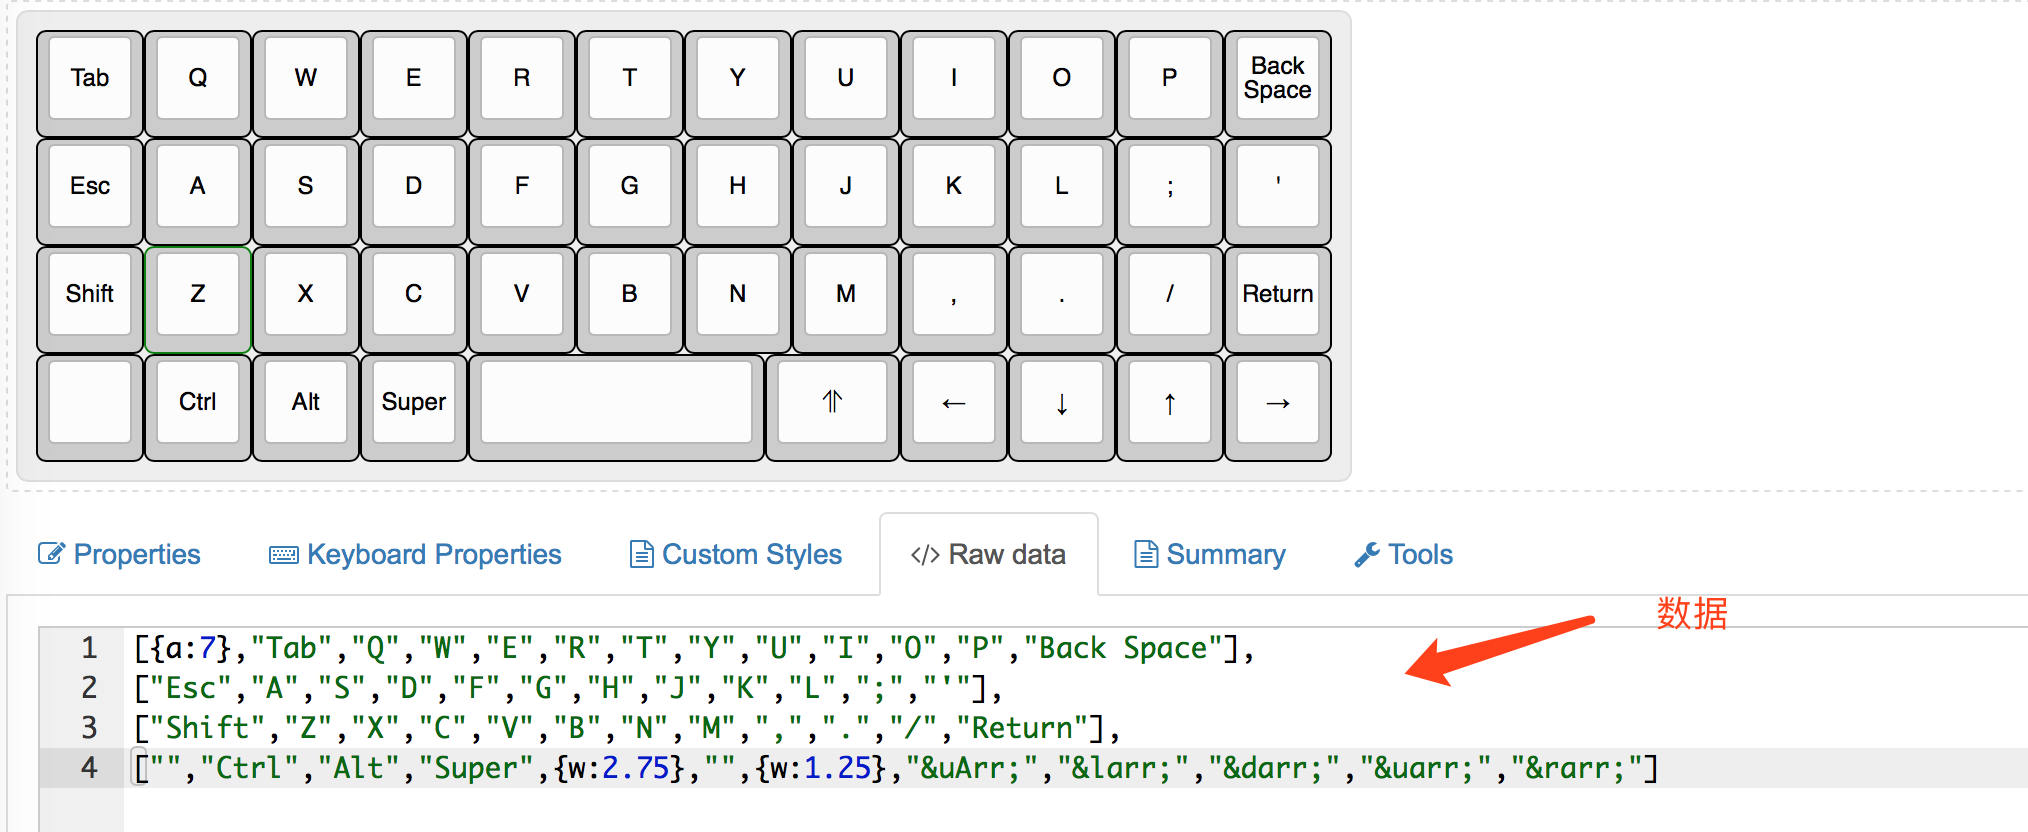 Tab Q W E R T Y U I O P Back Space
Esc A S D F G H J K L ; '
Shift Z X C V B N M , . / Return
Ctrl Alt Super ⇑ ← ↓ ↑ →
Properties Keyboard Properties Custom Styles </> Raw data Summary Tools
数据
1 [{a:7},"Tab","Q","W","E","R","T","Y","U","I","O","P","Back Space"],
2 ["Esc","A","S","D","F","G","H","J","K","L",";","'"],
3 ["Shift","Z","X","C","V","B","N","M",",",".","/","Return"],
4 ["","Ctrl","Alt","Super",{w:2.75},"",{w:1.25},"&uArr;","&larr;","&darr;","&uarr;","&rarr;"]